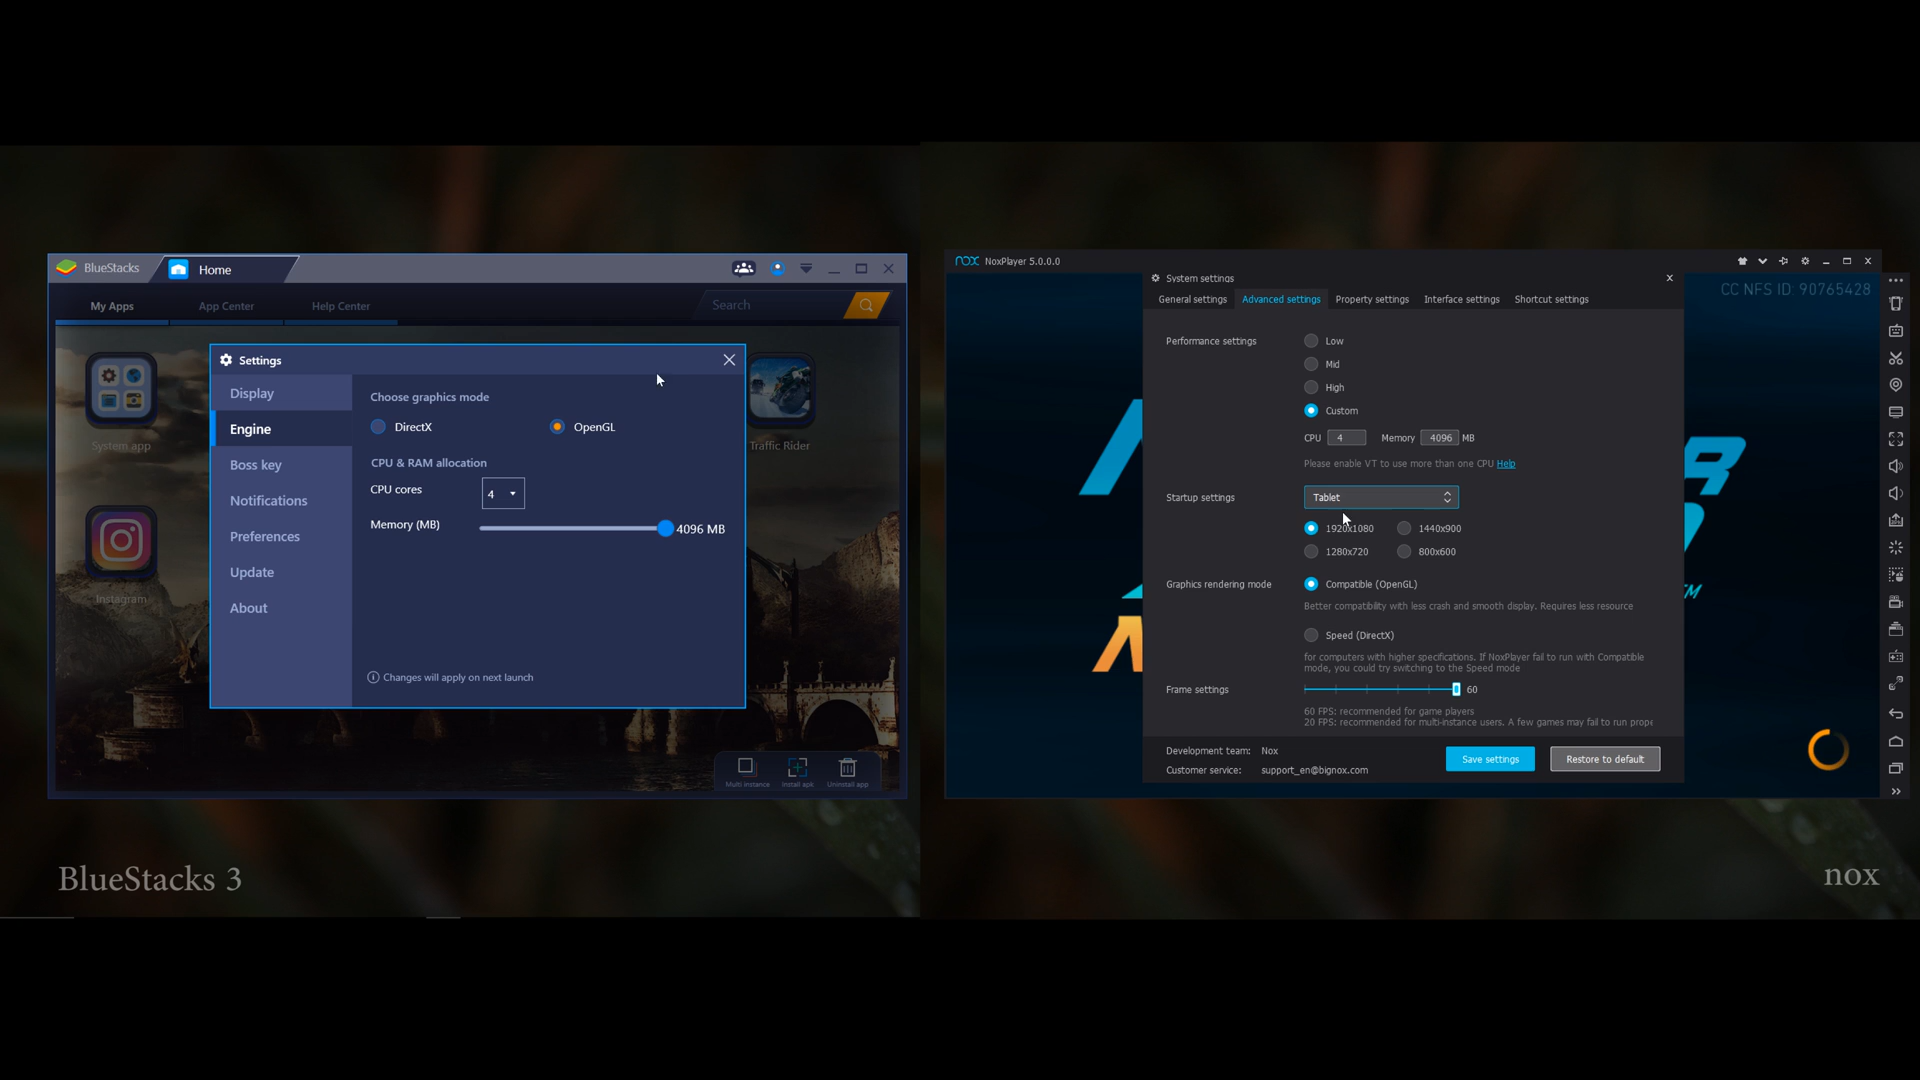 BlueStacks
Home
My Apps
App Center
Help Center
Search
System app
Instagram
Traffic Rider
Settings
Display
Engine
Boss key
Notifications
Preferences
Update
About
Choose graphics mode
DirectX
OpenGL
CPU & RAM allocation
CPU cores
4
Memory (MB)
4096 MB
Changes will apply on next launch
Multi instance
Install apk
Uninstall app
BlueStacks 3
nox NoxPlayer 5.0.0.0
CC NFS ID: 90765428
System settings
General settings
Advanced settings
Property settings
Interface settings
Shortcut settings
Performance settings
Low
Mid
High
Custom
CPU 4 Memory 4096 MB
Please enable VT to use more than one CPU Help
Startup settings
Tablet
1920x1080
1440x900
1280x720
800x600
Graphics rendering mode
Compatible (OpenGL)
Better compatibility with less crash and smooth display. Requires less resource
Speed (DirectX)
for computers with higher specifications. If NoxPlayer fail to run with Compatible
mode, you could try switching to the Speed mode
Frame settings
60
60 FPS: recommended for game players
20 FPS: recommended for multi-instance users. A few games may fail to run prope
Development team: Nox
Customer service: support_en@bignox.com
Save settings
Restore to default
nox